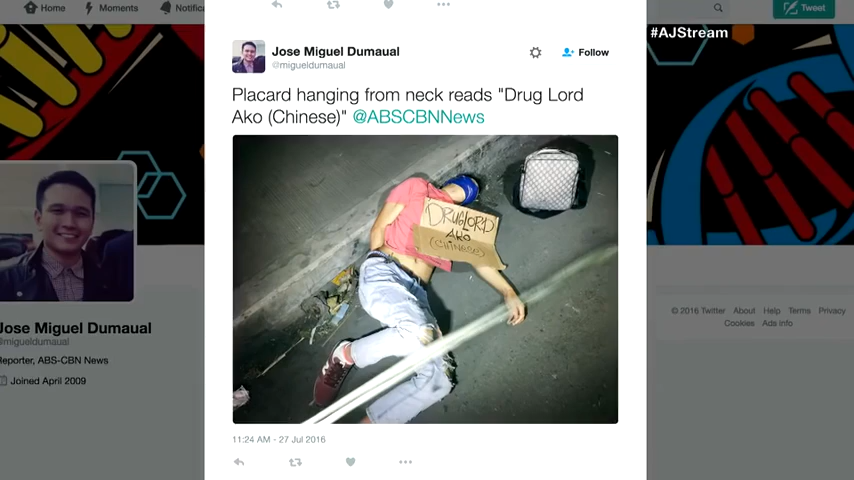 Home
Moments
Notifica
Tweet
#AJStream
Jose Miguel Dumaual
@migueldumaual
Follow
Placard hanging from neck reads "Drug Lord
Ako (Chinese)" @ABSCBNNews
DRUGLORD
AKO
(CHINESE)
Jose Miguel Dumaual
@migueldumaual
Reporter, ABS-CBN News
Joined April 2009
11:24 AM - 27 Jul 2016
© 2016 Twitter About Help Terms Privacy
Cookies Ads info